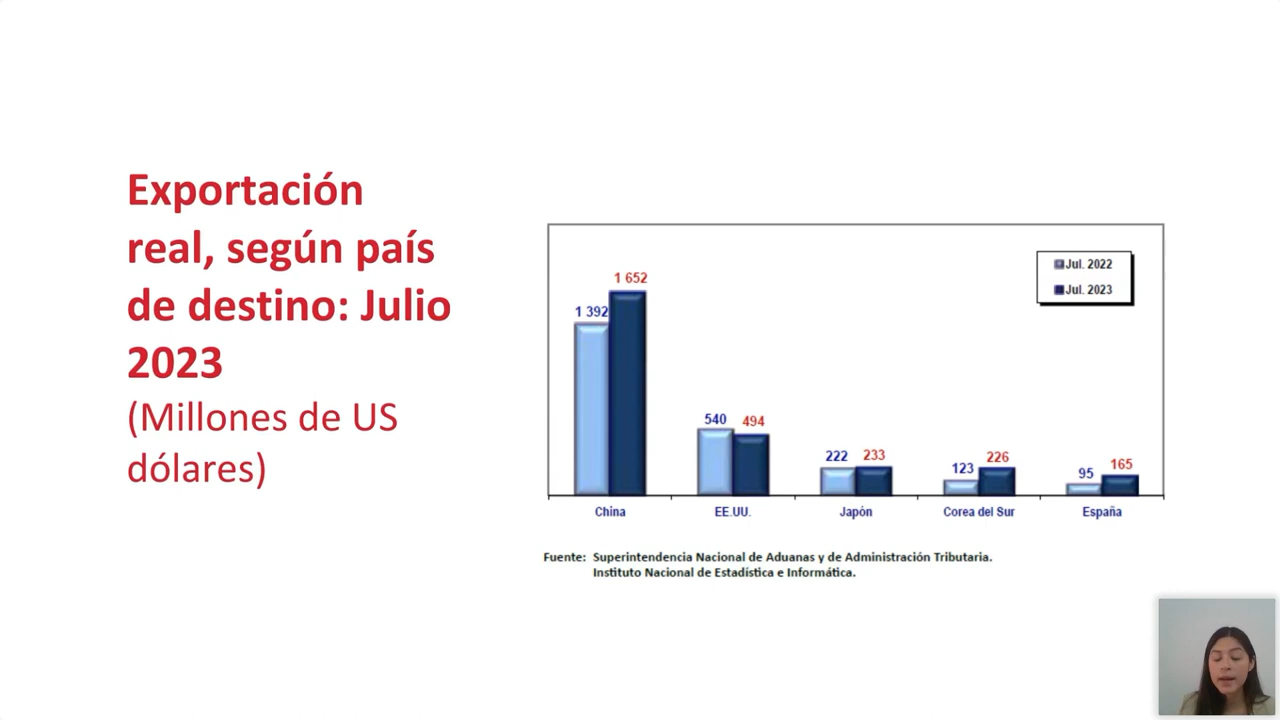 Exportación
real, según país
de destino: Julio
2023
(Millones de US
dólares)
Jul. 2022
Jul. 2023
1 652
1 392
540
494
222
233
123
226
95
165
China
EE.UU.
Japón
Corea del Sur
España
Fuente: Superintendencia Nacional de Aduanas y de Administración Tributaria.
Instituto Nacional de Estadística e Informática.